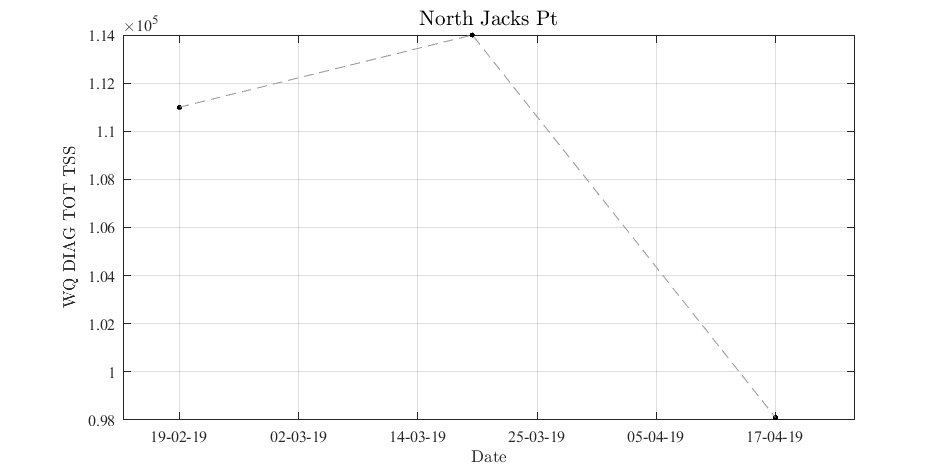 North Jacks Pt
×10⁵
1.14
1.12
1.1
1.08
1.06
1.04
1.02
1
0.98
WQ DIAG TOT TSS
19-02-19 02-03-19 14-03-19 25-03-19 05-04-19 17-04-19
Date